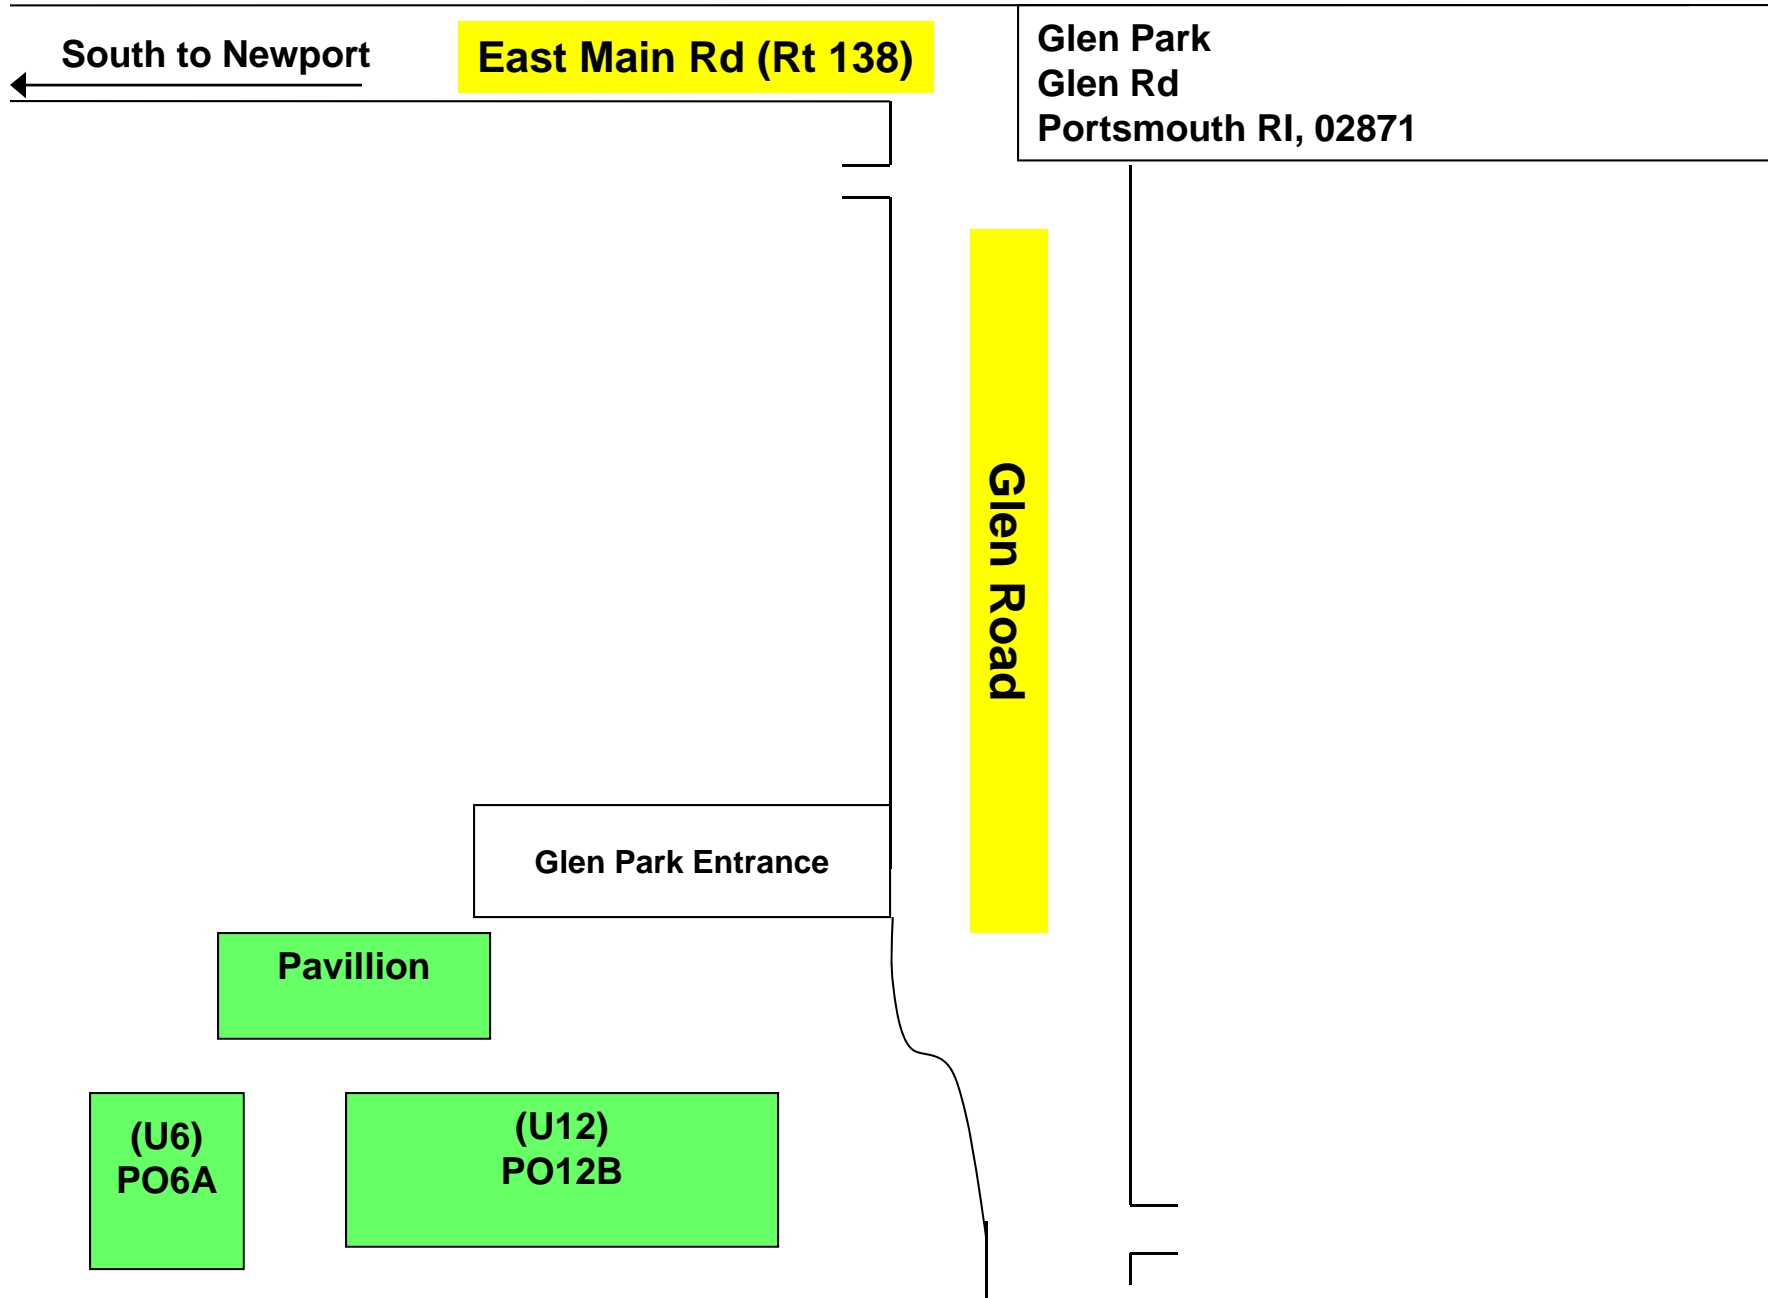 South to Newport
East Main Rd (Rt 138)
Glen Park
Glen Rd
Portsmouth RI, 02871
Glen Road
Glen Park Entrance
Pavillion
(U6)
PO6A
(U12)
PO12B